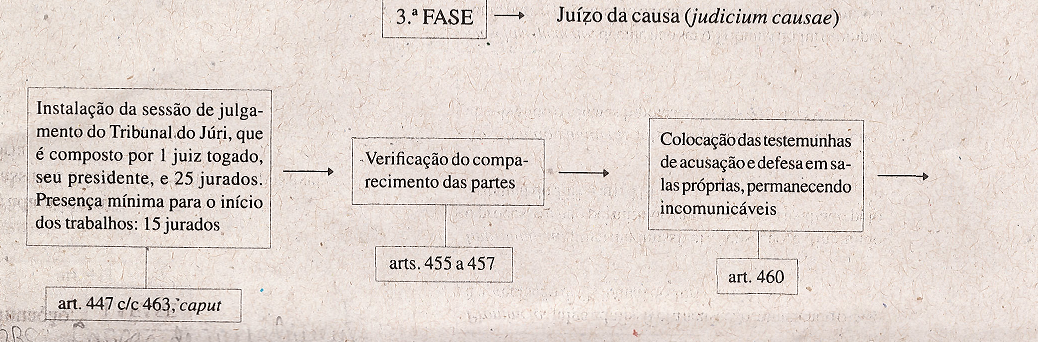 3.ª FASE → Juízo da causa (judicium causae)
Instalação da sessão de julga-
mento do Tribunal do Júri, que
é composto por 1 juiz togado,
seu presidente, e 25 jurados.
Presença mínima para o início
dos trabalhos: 15 jurados
art. 447 c/c 463, caput
Verificação do compa-
recimento das partes
arts. 455 a 457
Colocação das testemunhas
de acusação e defesa em sa-
las próprias, permanecendo
incomunicáveis
art. 460